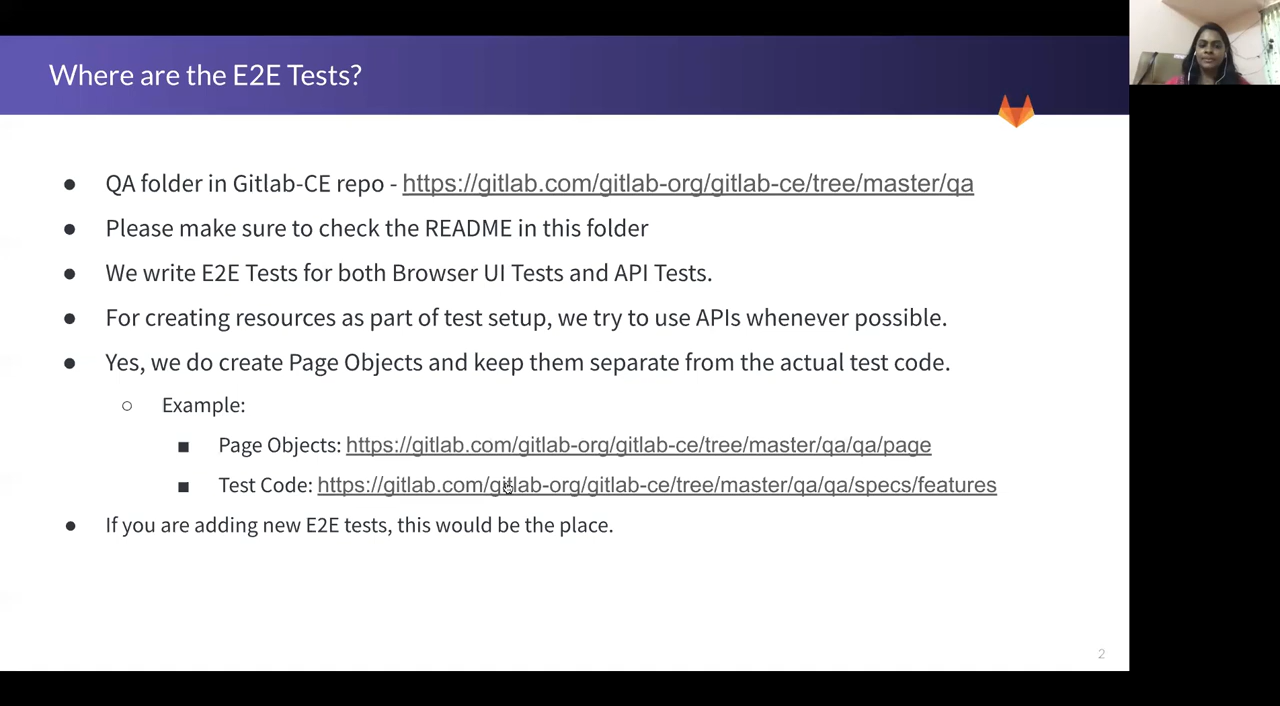 Where are the E2E Tests?
● QA folder in Gitlab-CE repo - https://gitlab.com/gitlab-org/gitlab-ce/tree/master/qa
● Please make sure to check the README in this folder
● We write E2E Tests for both Browser UI Tests and API Tests.
● For creating resources as part of test setup, we try to use APIs whenever possible.
● Yes, we do create Page Objects and keep them separate from the actual test code.
○ Example:
■ Page Objects: https://gitlab.com/gitlab-org/gitlab-ce/tree/master/qa/qa/page
■ Test Code: https://gitlab.com/gitlab-org/gitlab-ce/tree/master/qa/qa/specs/features
● If you are adding new E2E tests, this would be the place.
2